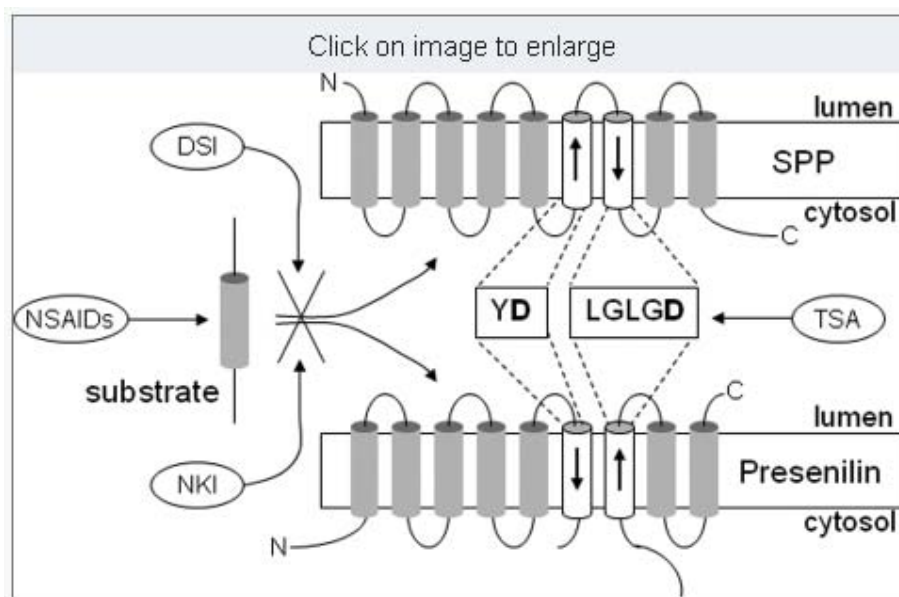 Click on image to enlarge
N
lumen
DSI
SPP
cytosol
C
NSAIDs
YD
LGLGD
TSA
substrate
C
lumen
NKI
Presenilin
N
cytosol